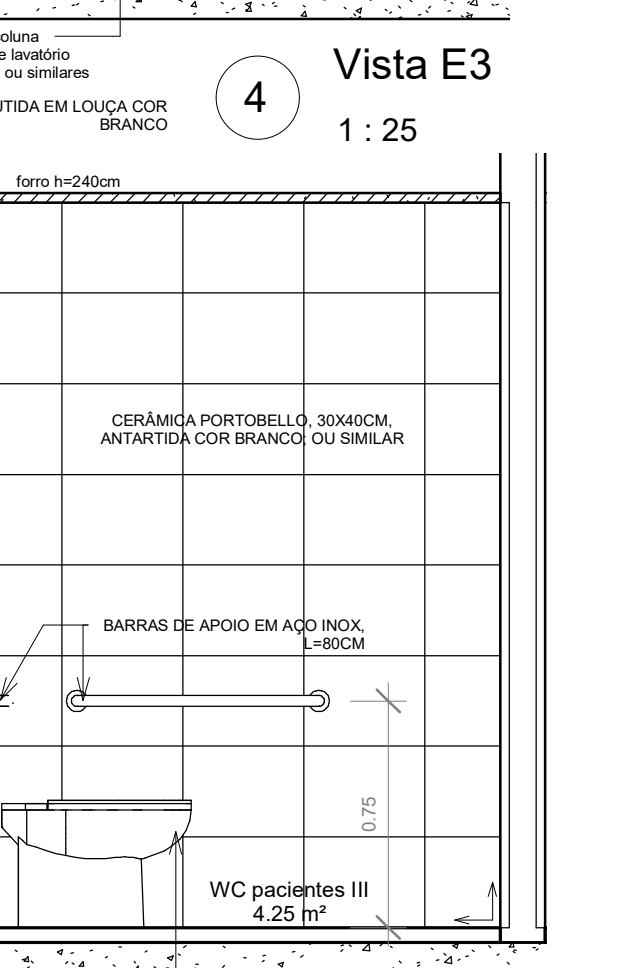 coluna
e lavatório
ou similares
UTIDA EM LOUÇA COR
BRANCO
4
Vista E3
1 : 25
forro h=240cm
CERÂMICA PORTOBELLO, 30X40CM,
ANTARTIDA COR BRANCO; OU SIMILAR
BARRAS DE APOIO EM AÇO INOX,
L=80CM
0.75
WC pacientes III
4.25 m²